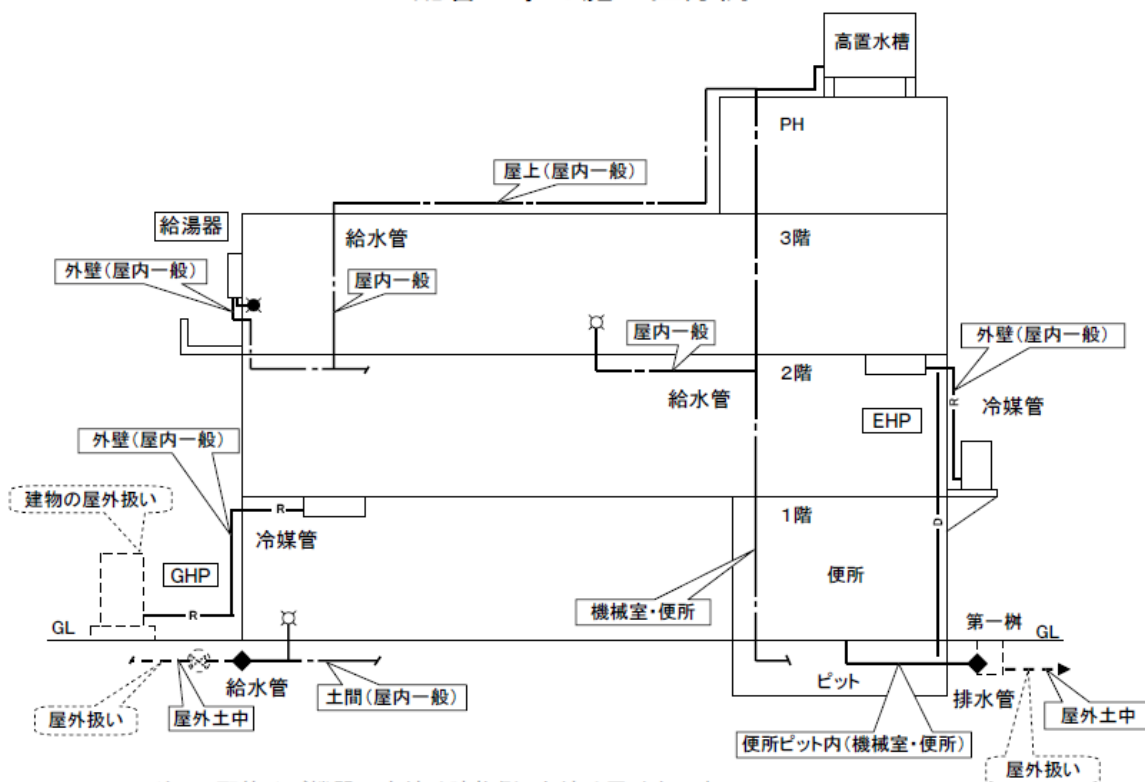 高置水槽
PH
屋上(屋内一般)
給湯器
給水管
3階
外壁(屋内一般)
屋内一般
屋内一般
外壁(屋内一般)
2階
給水管
R
冷媒管
EHP
外壁(屋内一般)
建物の屋外扱い
R
1階
冷媒管
D
GHP
便所
機械室・便所
R
GL
第一桝
GL
給水管
土間(屋内一般)
ピット
排水管
屋外扱い
屋外土中
屋外土中
便所ピット内(機械室・便所)
屋外扱い